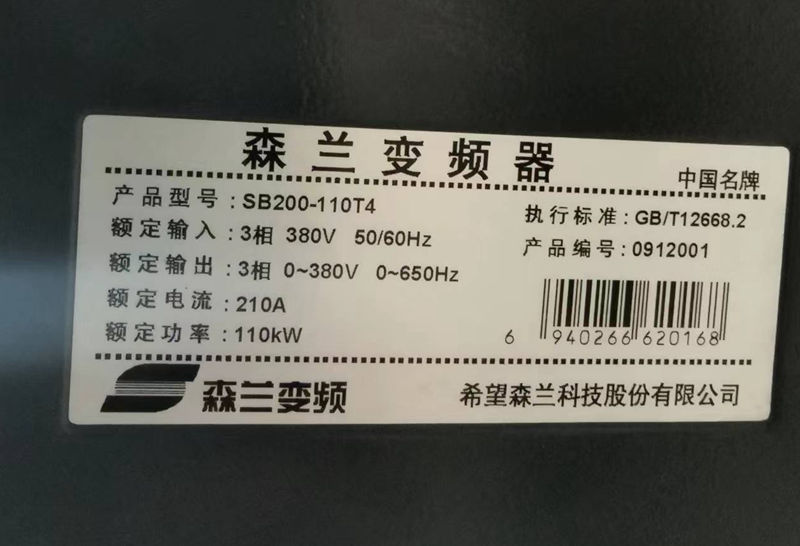 森兰变频器
中国名牌
产品型号：SB200-110T4
执行标准：GB/T12668.2
额定输入：3相 380V 50/60Hz
产品编号：0912001
额定输出：3相 0~380V 0~650Hz
额定电流：210A
额定功率：110kW
6 940266 620168
森兰变频
希望森兰科技股份有限公司